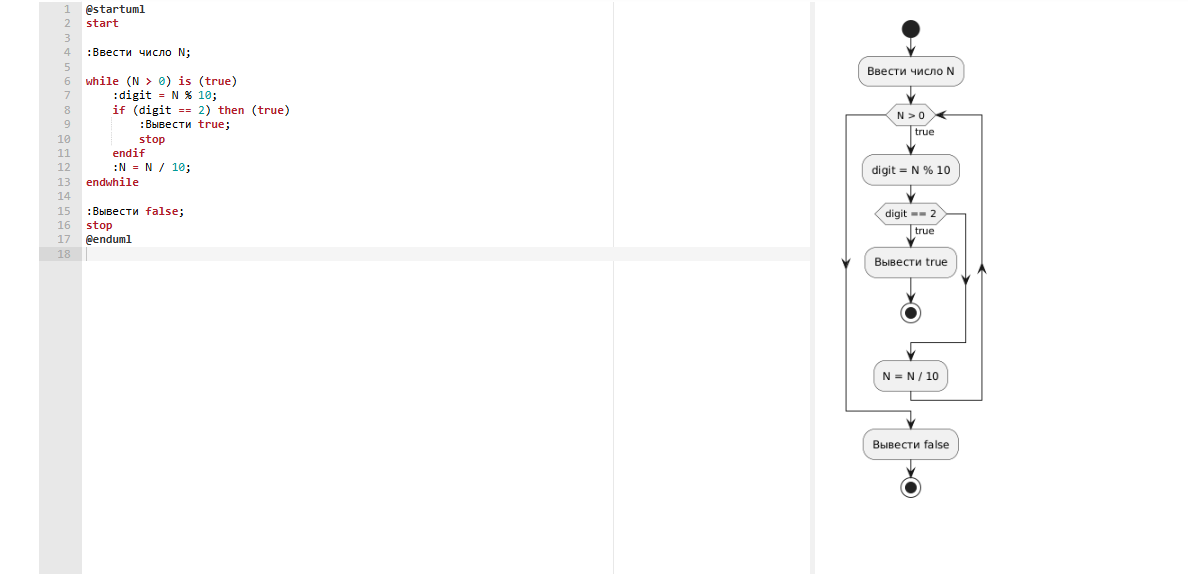 1 @startuml
2 start
3
4 :Ввести число N;
5
6 while (N > 0) is (true)
7 :digit = N % 10;
8 if (digit == 2) then (true)
9 :Вывести true;
10 stop
11 endif
12 :N = N / 10;
13 endwhile
14
15 :Вывести false;
16 stop
17 @enduml
18
Ввести число N
N > 0
true
digit = N % 10
digit == 2
true
Вывести true
N = N / 10
Вывести false